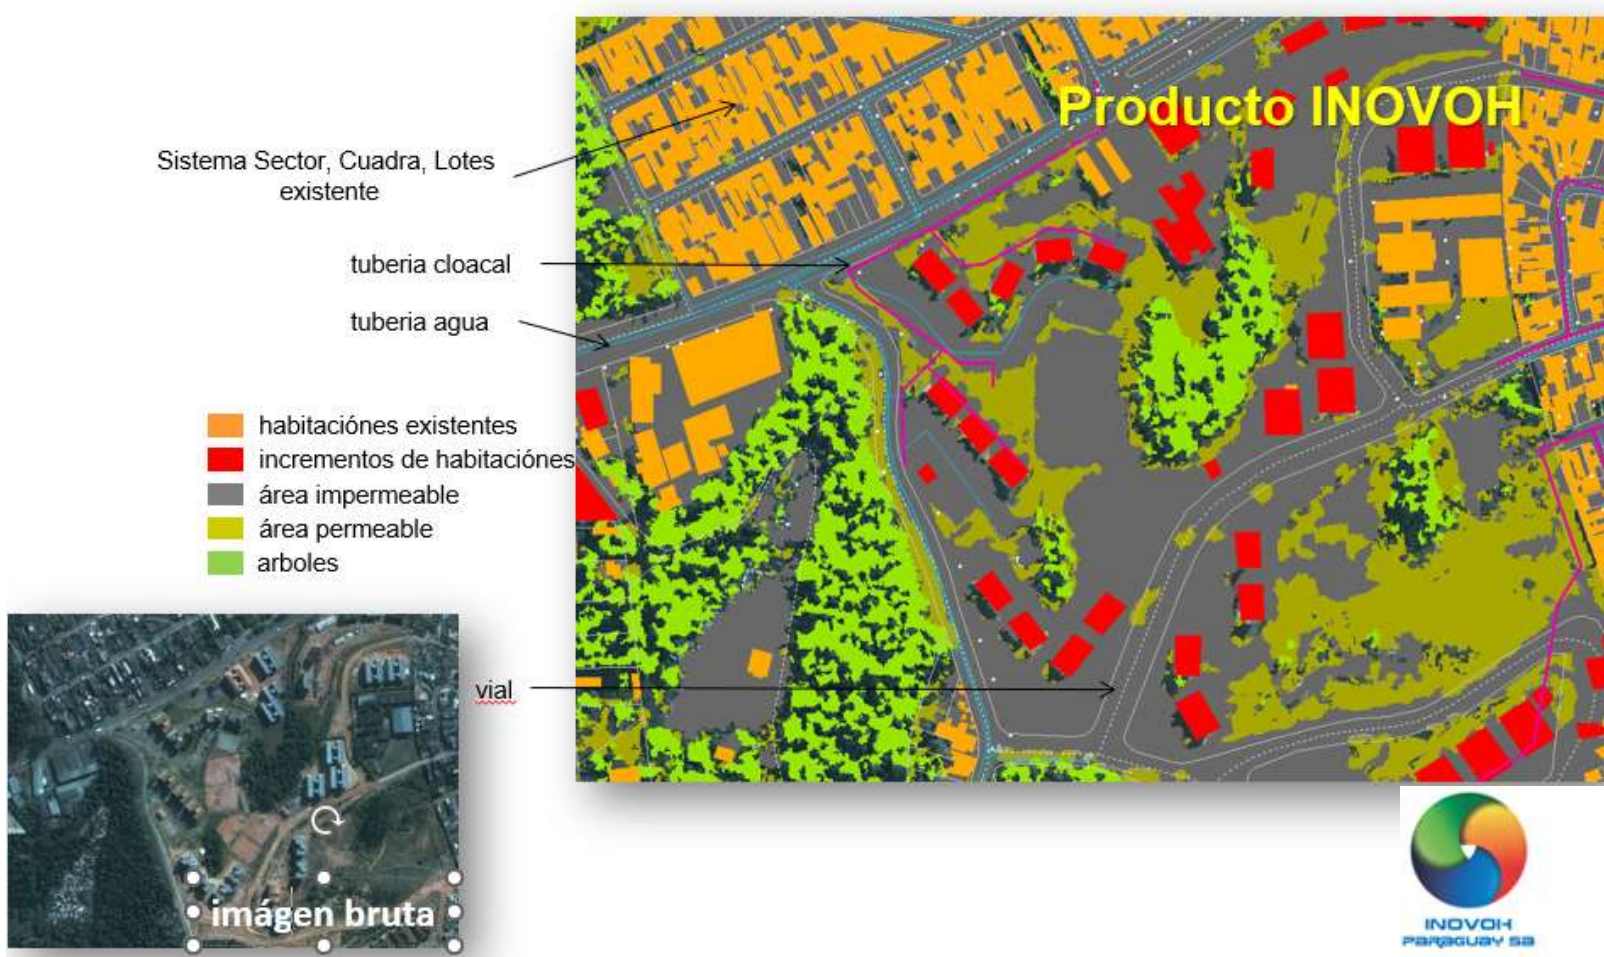 Producto INOVOH
Sistema Sector, Cuadra, Lotes
existente
tuberia cloacal
tuberia agua
habitaciónes existentes
incrementos de habitaciónes
área impermeable
área permeable
arboles
vial
imágen bruta
INOVOH
PARAGUAY SA